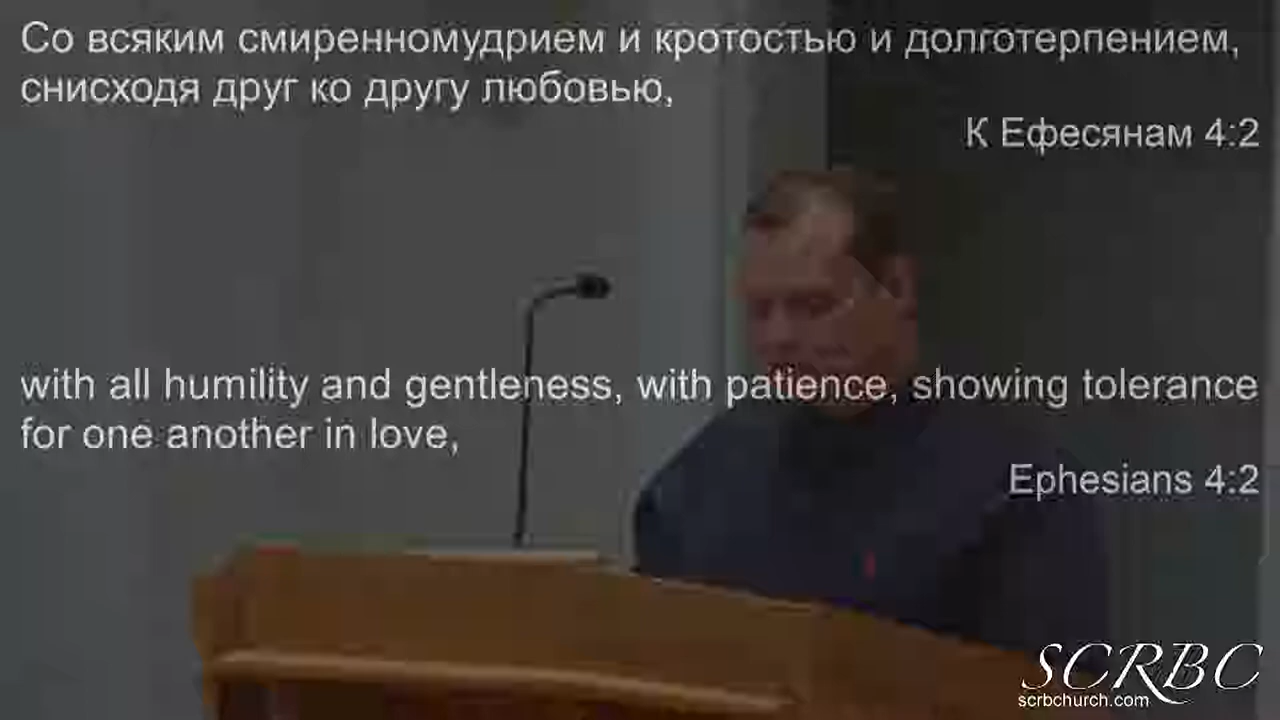 Со всяким смиренномудрием и кротостью и долготерпением,
снисходя друг ко другу любовью,
К Ефесянам 4:2
with all humility and gentleness, with patience, showing tolerance
for one another in love,
Ephesians 4:2
SCRBC
scrbchurch.com